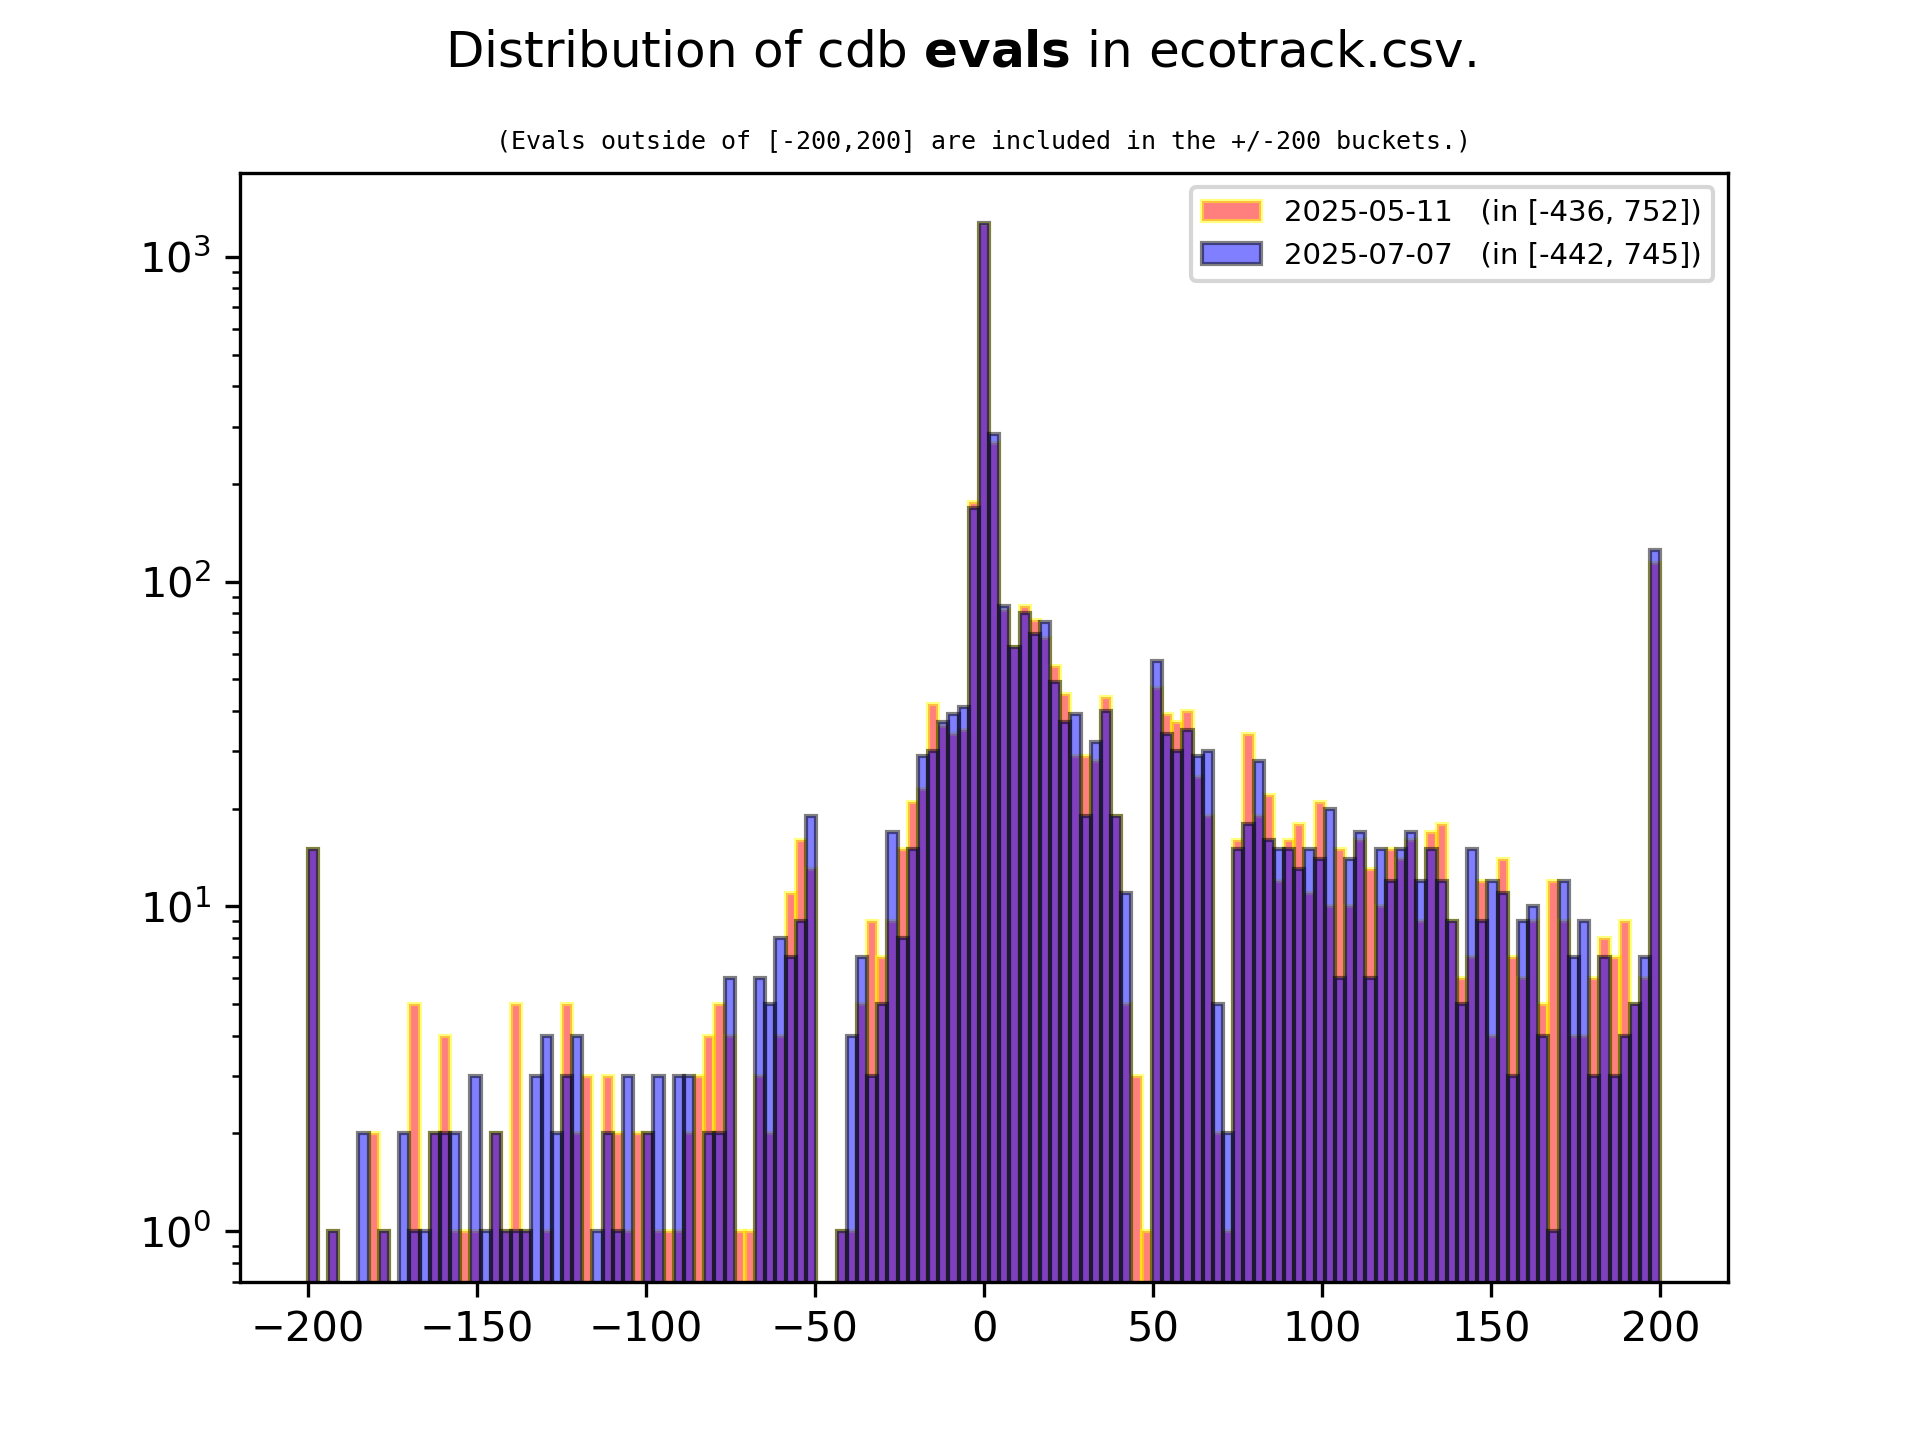 Distribution of cdb evals in ecotrack.csv.
(Evals outside of [-200,200] are included in the +/-200 buckets.)
2025-05-11 (in [-436, 752])
2025-07-07 (in [-442, 745])
10³
10²
10¹
10⁰
−200 −150 −100 −50 0 50 100 150 200